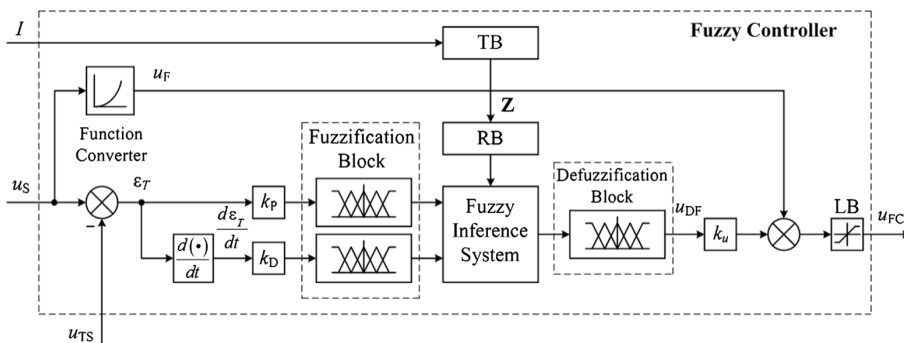 I
TB
Fuzzy Controller
u_F
Z
Function
Converter
Fuzzification
Block
RB
u_S
ε_T
k_P
dε_T
dt
d(•)
dt
k_D
Fuzzy
Inference
System
Defuzzification
Block
u_DF
k_u
LB
u_FC
−
u_TS